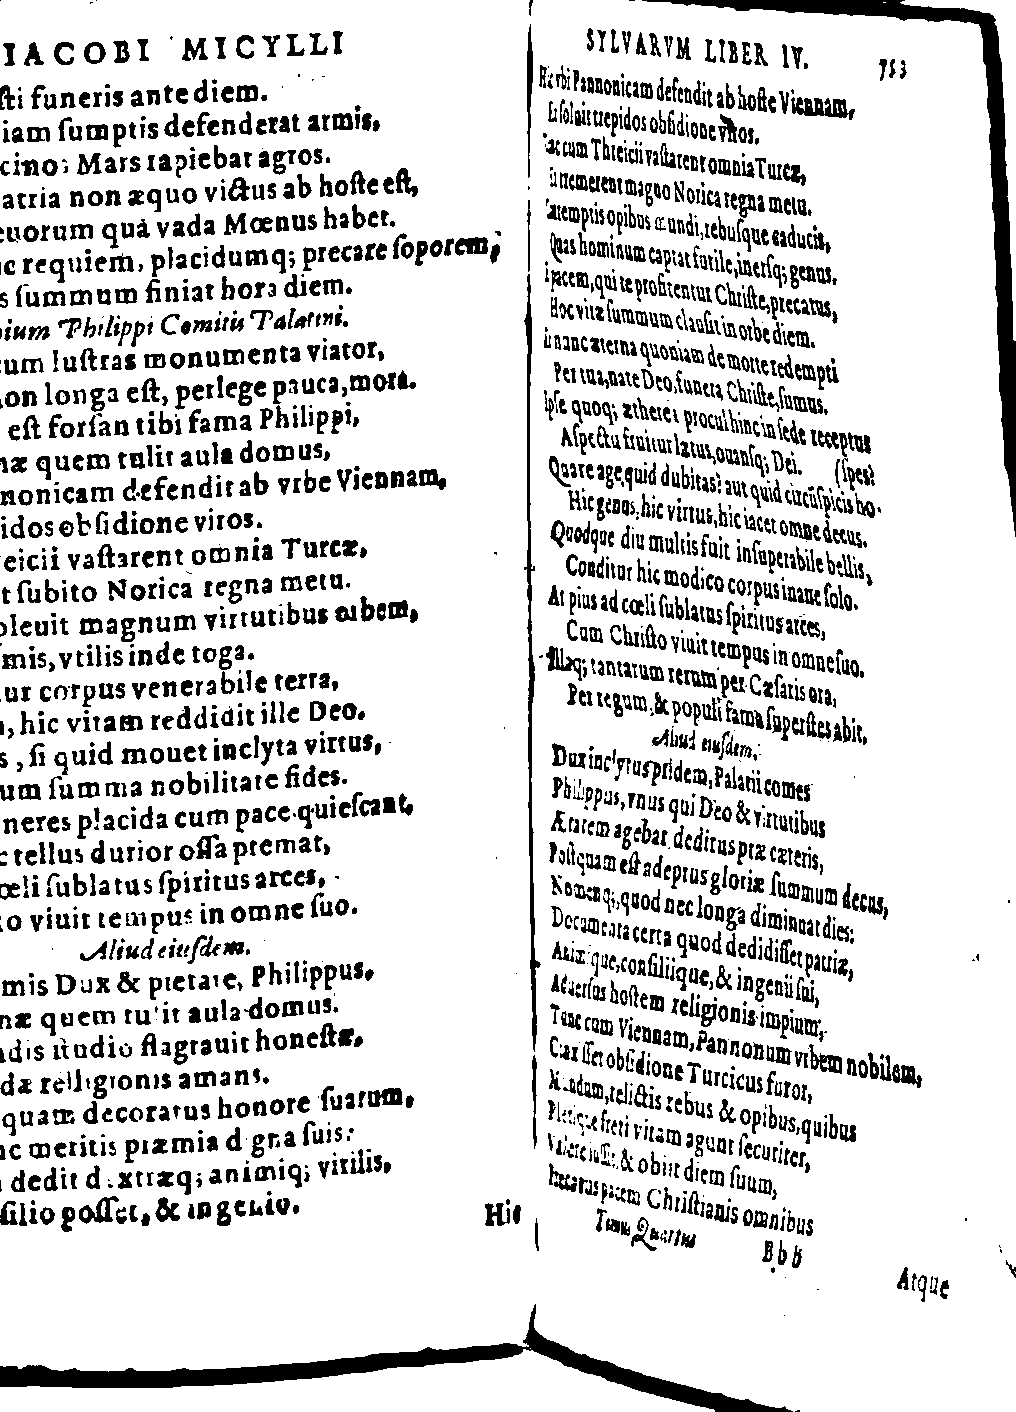 IACOBI MICYLLI
sti funeris ante diem.
iam sumptis defenderat armis,
cino; Mars rapiebat agros.
atria non æquo victus ab hoste est,
euorum quà vada Mœnus habet.
c requiem, placidumq; precare soporem,
s summum finiat hora diem.
ium Philippi Comitis Palatini.
cum lustras monumenta viator,
on longa est, perlege pauca, mora.
est forsan tibi fama Philippi,
næ quem tulit aula domus,
nonicam defendit ab vrbe Viennam,
idos obsidione viros.
eicii vastarent omnia Turcæ,
t subito Norica regna metu.
pleuit magnum virtutibus orbem,
mis, vtilis inde toga.
ur corpus venerabile terra,
, hic vitam reddidit ille Deo.
s, si quid mouet inclyta virtus,
um summa nobilitate fides.
neres placida cum pace quiescant,
c tellus durior ossa premat,
œli sublatus spiritus arces,
o viuit tempus in omne suo.
Aliud eiusdem.
mis Dux & pietate, Philippus,
næ quem tulit aula domus.
dis studio flagrauit honestæ,
dæ relligionis amans.
quam decoratus honore suarum,
c meritis præmia digna suis:
dedit dextræq; animiq; virilis,
silio posset, & ingenio.
Hic
SYLVARVM LIBER IV. 753
Hic vrbi Pannonicam defendit ab hoste Viennam,
Et soluit trepidos obsidione viros.
Tac cum Threicii vastarent omnia Turcæ,
Et tremerent magno Norica regna metu.
opibus mundi, rebusque caducis,
Quas hominum captat futile, inersq; genus.
pacem, qui te profitentur Christe, precatus,
Hoc vitæ summum clausit in orbe diem.
nunc æterna quoniam de morte redempti
Per tua, nate Deo, funera Christe, sumus.
Ipse quoq; ætherea procul hinc in sede receptus
Aspectu fruitur lætus, ouansq; Dei. (spes?
Quare age, quid dubitas? aut quid circũspicis ho-
Hic genus, hic virtus, hic iacet omne decus.
Quodque diu multis fuit insuperabile bellis,
Conditur hic modico corpus inane solo.
At pius ad cœli sublatus spiritus arces,
Cum Christo viuit tempus in omne suo.
Illaq; tantarum rerum per Cæsaris ora,
Per regum, & populi fama superstes abit.
Aliud eiusdem.
Dux inclytus pridem, Palatii comes
Philippus, vnus qui Deo & virtutibus
Ætatem agebat deditus præ cæteris,
Postquam est adeptus gloriæ summum decus,
Nomenq;, quod nec longa diminuat dies:
Documenta certa quod dedidisset patriæ,
que, consiliique, & ingenii sui,
Aduersus hostem religionis impium,
Tunc cum Viennam, Pannonum vrbem nobilem,
obsidione Turcicus furor,
Mundum, relictis rebus & opibus, quibus
Plerique freti vitam agunt securiter,
Valere iussit, & obiit diem suum,
Precatus pacem Christianis omnibus
Tomus Quartus Bbb
Atque